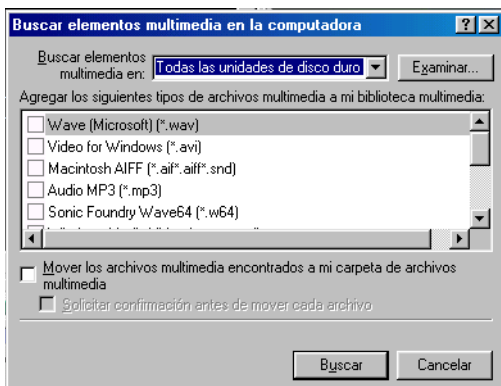 Buscar elementos multimedia en la computadora
Buscar elementos
multimedia en:
Todas las unidades de disco duro
Examinar...
Agregar los siguientes tipos de archivos multimedia a mi biblioteca multimedia:
Wave (Microsoft) (*.wav)
Video for Windows (*.avi)
Macintosh AIFF (*.aif*.aiff*.snd)
Audio MP3 (*.mp3)
Sonic Foundry Wave64 (*.w64)
Mover los archivos multimedia encontrados a mi carpeta de archivos
multimedia
Solicitar confirmación antes de mover cada archivo
Buscar
Cancelar